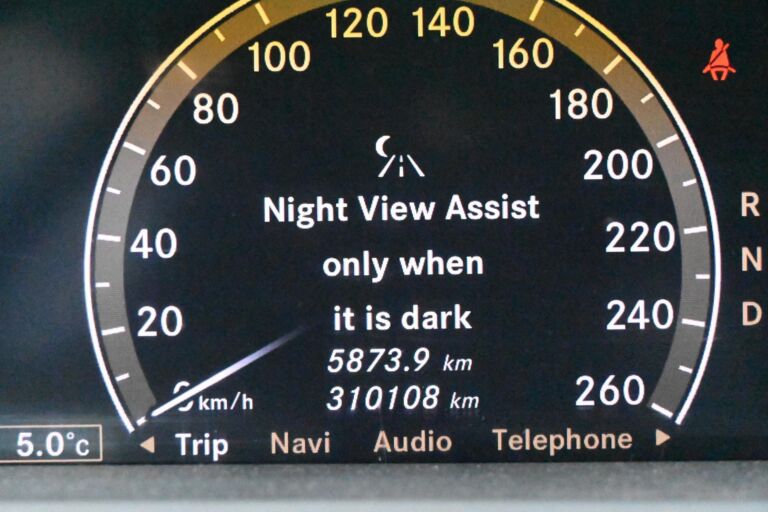 120 140
100 160
80 180
60 200
Night View Assist
40 only when 220
20 it is dark 240
5873.9 km
0 km/h 310108 km 260
5.0°C Trip Navi Audio Telephone
R
N
D